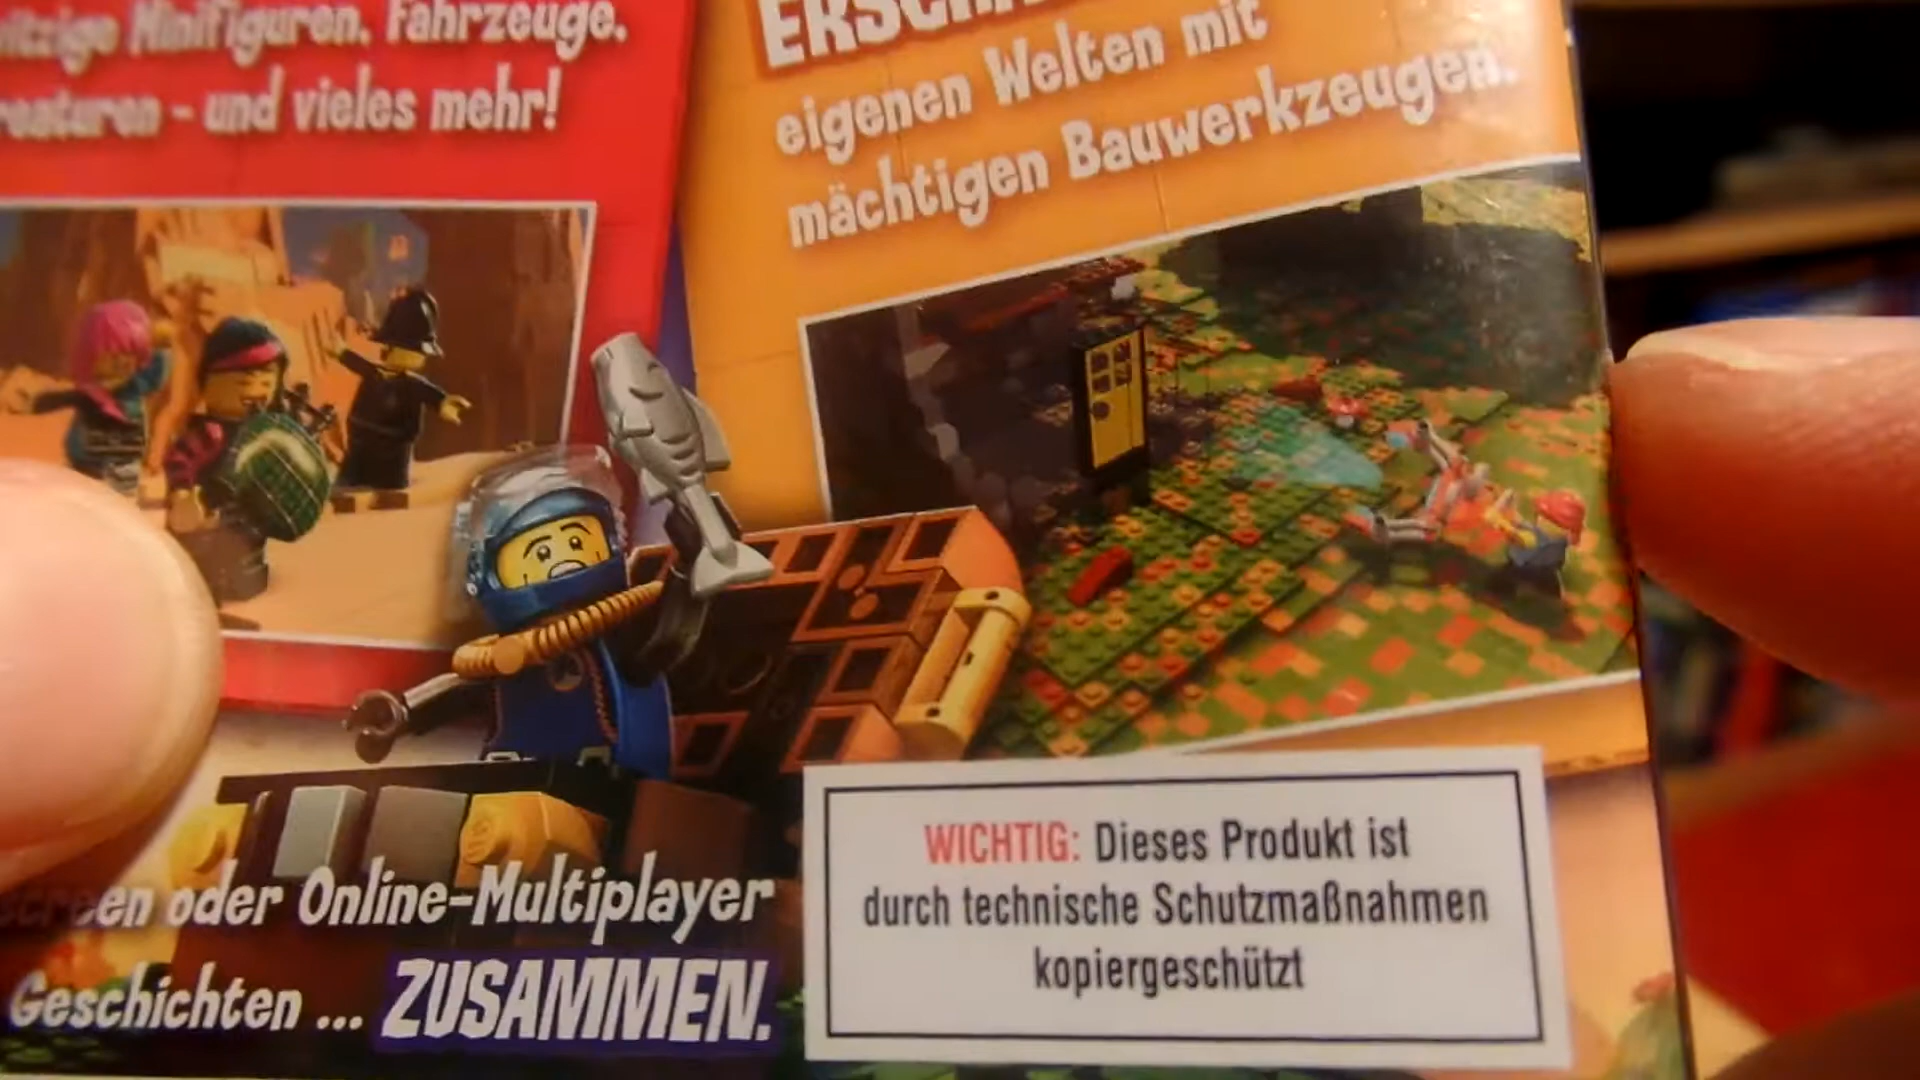 Minifiguren, Fahrzeuge,
- und vieles mehr!
eigenen Welten mit
mächtigen Bauwerkzeugen.
oder Online-Multiplayer
Geschichten ... ZUSAMMEN.
WICHTIG: Dieses Produkt ist
durch technische Schutzmaßnahmen
kopiergeschützt